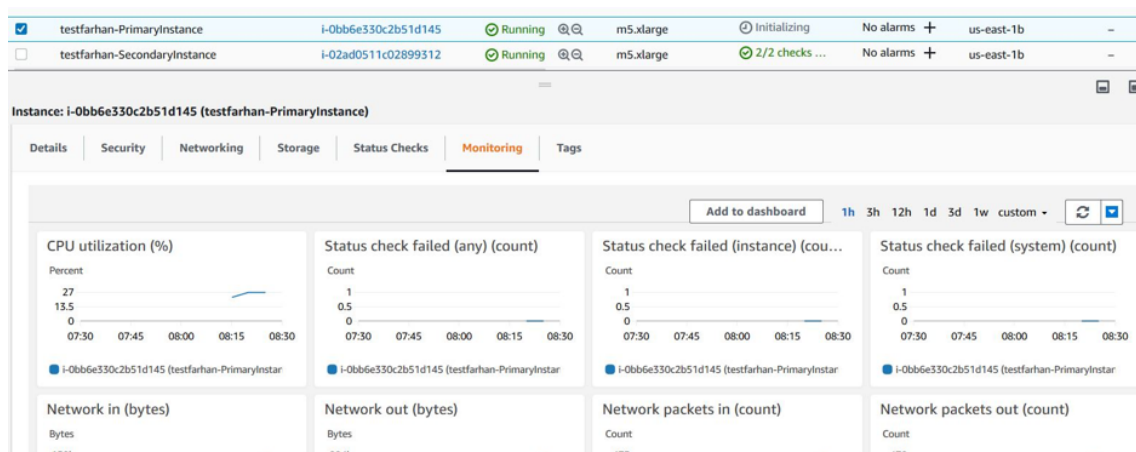 testfarhan-PrimaryInstance i-0bb6e330c2b51d145 Running m5.xlarge Initializing No alarms + us-east-1b –
testfarhan-SecondaryInstance i-02ad0511c02899312 Running m5.xlarge 2/2 checks ... No alarms + us-east-1b –
Instance: i-0bb6e330c2b51d145 (testfarhan-PrimaryInstance)
Details Security Networking Storage Status Checks Monitoring Tags
Add to dashboard 1h 3h 12h 1d 3d 1w custom
CPU utilization (%) Status check failed (any) (count) Status check failed (instance) (cou... Status check failed (system) (count)
Percent Count Count Count
27 1 1 1
13.5 0.5 0.5 0.5
0 0 0 0
07:30 07:45 08:00 08:15 08:30 07:30 07:45 08:00 08:15 08:30 07:30 07:45 08:00 08:15 08:30 07:30 07:45 08:00 08:15 08:30
i-0bb6e330c2b51d145 (testfarhan-PrimaryInstar i-0bb6e330c2b51d145 (testfarhan-PrimaryInstar i-0bb6e330c2b51d145 (testfarhan-PrimaryInstar i-0bb6e330c2b51d145 (testfarhan-PrimaryInstar
Network in (bytes) Network out (bytes) Network packets in (count) Network packets out (count)
Bytes Bytes Count Count